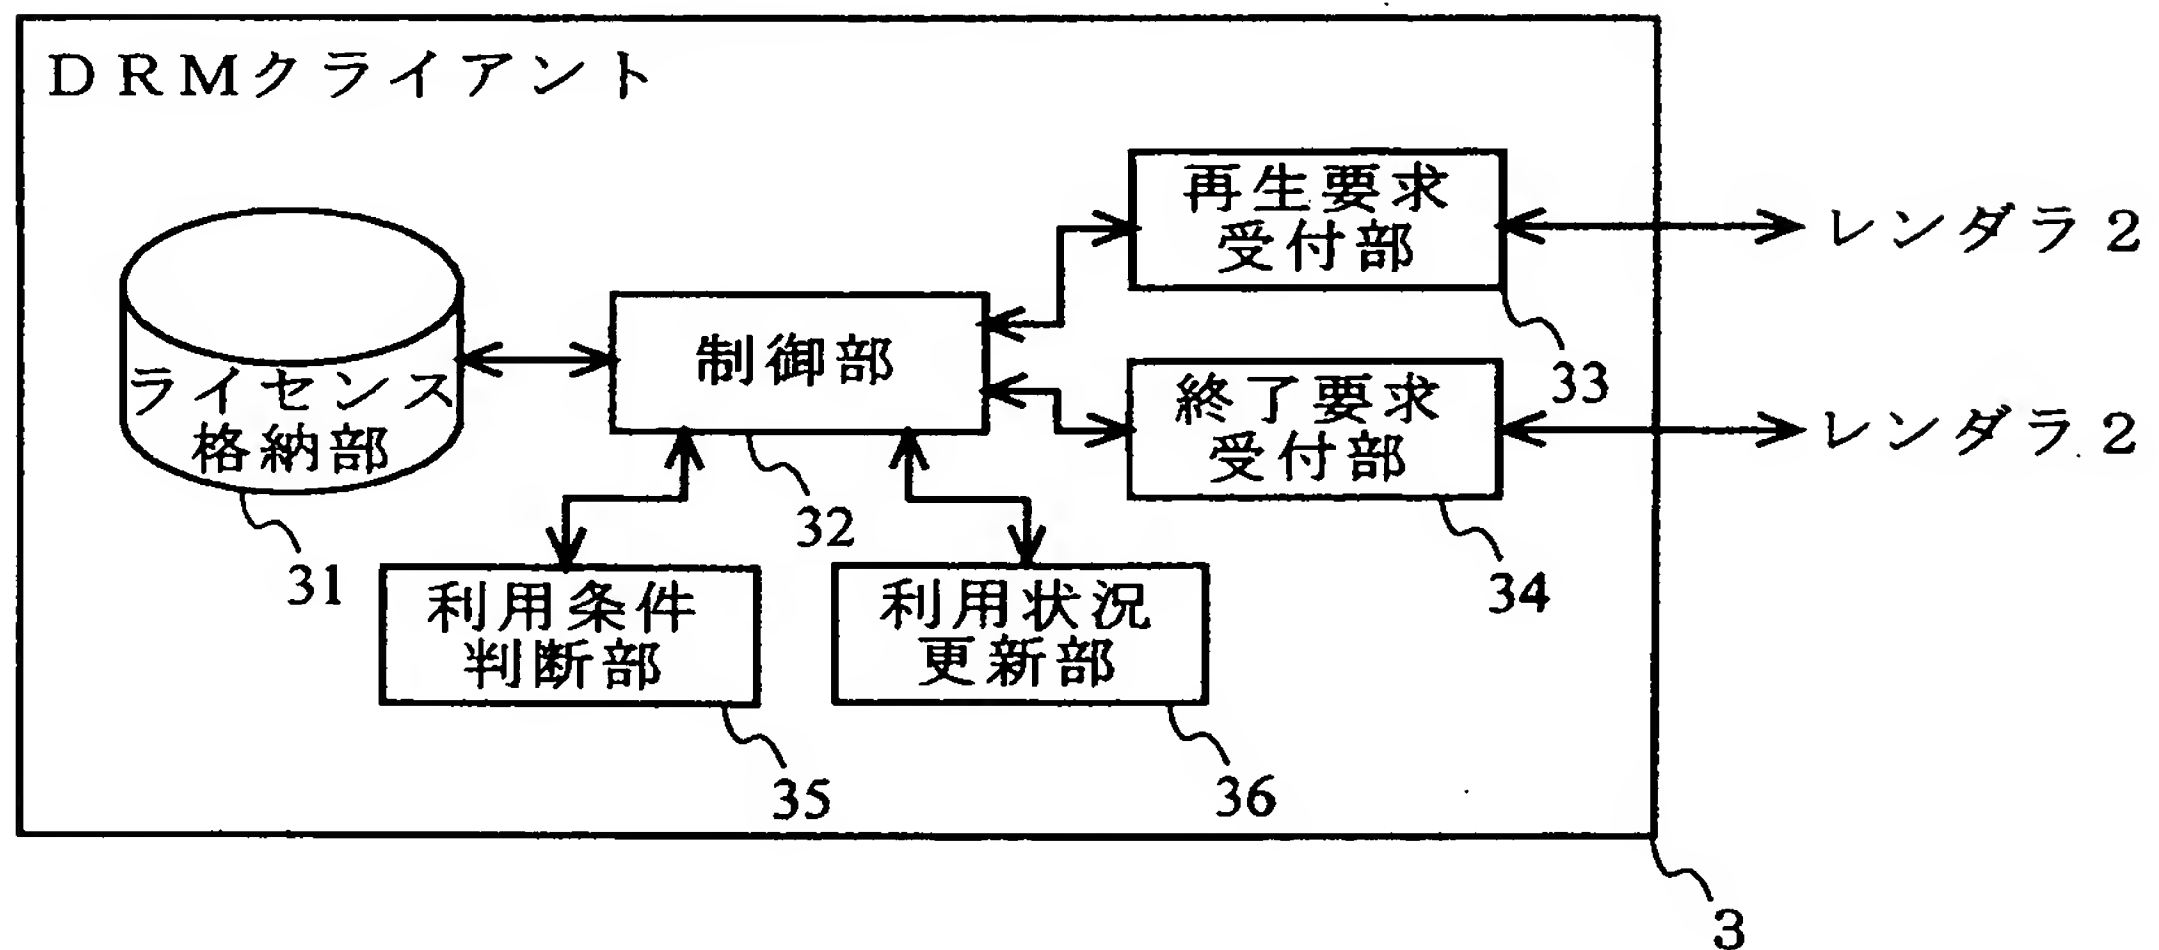 DRMクライアント
再生要求
受付部
レンダラ2
33
ライセンス
格納部
31
制御部
32
終了要求
受付部
レンダラ2
34
利用条件
判断部
35
利用状況
更新部
36
3